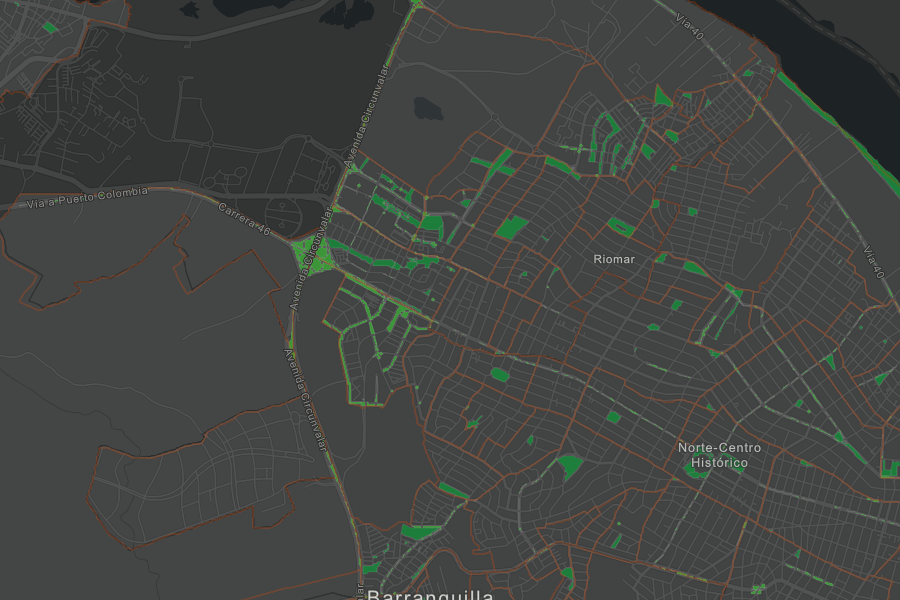 Vía 40
Avenida Circunvalar
Vía a Puerto Colombia
Carrera 46
Avenida Circunvalar
Riomar
Vía 40
Avenida Circunvalar
Norte-Centro
Histórico
Barranquilla